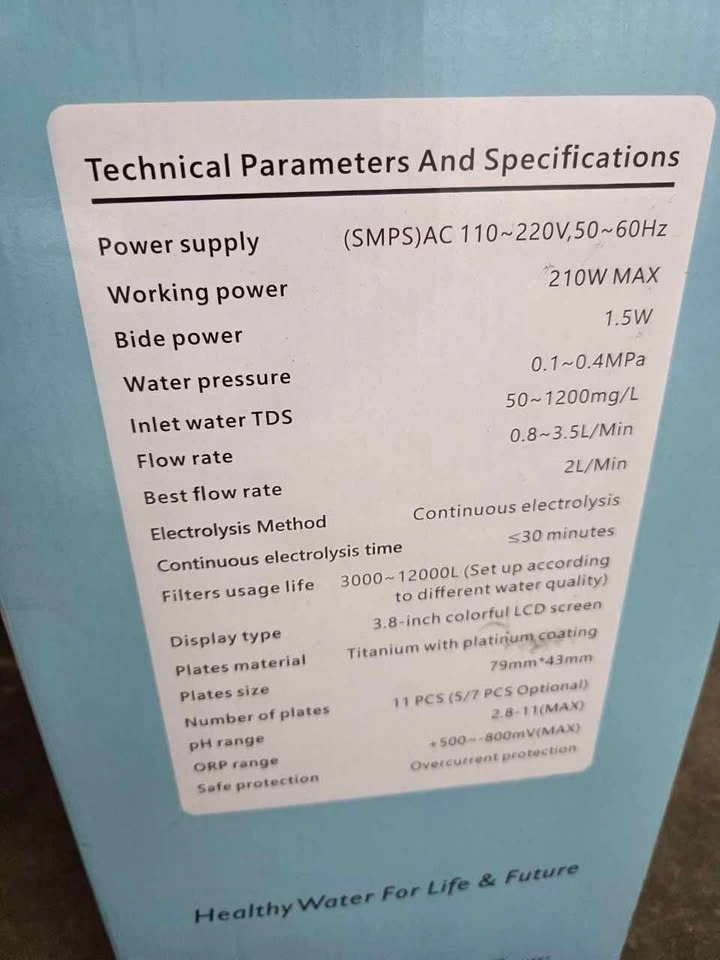 Technical Parameters And Specifications
Power supply (SMPS)AC 110~220V,50~60Hz
Working power 210W MAX
Bide power 1.5W
Water pressure 0.1~0.4MPa
Inlet water TDS 50~1200mg/L
Flow rate 0.8~3.5L/Min
Best flow rate 2L/Min
Electrolysis Method Continuous electrolysis
Continuous electrolysis time ≤30 minutes
Filters usage life 3000~12000L (Set up according
to different water quality)
Display type 3.8-inch colorful LCD screen
Plates material Titanium with platinum coating
Plates size 79mm*43mm
Number of plates 11 PCS (5/7 PCS Optional)
pH range 2.8-11(MAX)
ORP range +500~-800mV(MAX)
Safe protection Overcurrent protection
Healthy Water For Life & Future